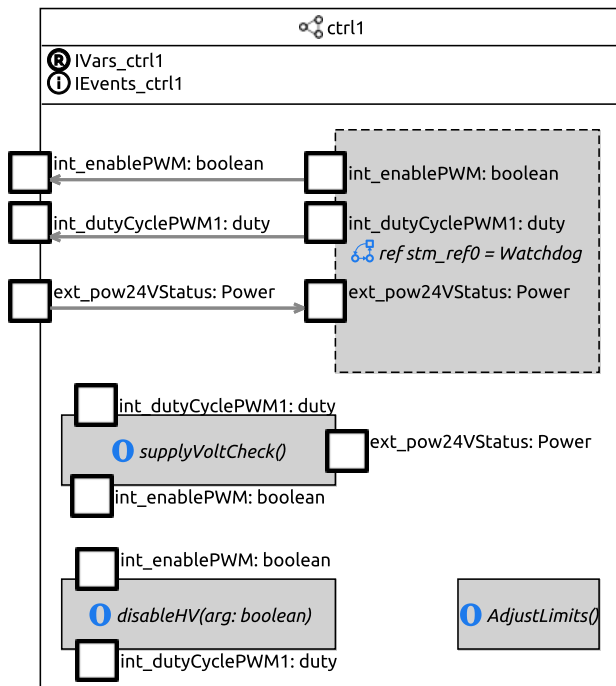 ctrl1
R IVars_ctrl1
i IEvents_ctrl1
int_enablePWM: boolean
int_enablePWM: boolean
int_dutyCyclePWM1: duty
int_dutyCyclePWM1: duty
ref stm_ref0 = Watchdog
ext_pow24VStatus: Power
ext_pow24VStatus: Power
int_dutyCyclePWM1: duty
O supplyVoltCheck()
ext_pow24VStatus: Power
int_enablePWM: boolean
int_enablePWM: boolean
O disableHV(arg: boolean)
O AdjustLimits()
int_dutyCyclePWM1: duty